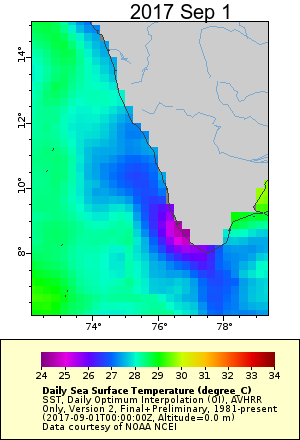 2017 Sep 1
14°
12°
10°
8°
74° 76° 78°
24 25 26 27 28 29 30 31 32 33 34
Daily Sea Surface Temperature (degree_C)
SST, Daily Optimum Interpolation (OI), AVHRR
Only, Version 2, Final+Preliminary, 1981-present
(2017-09-01T00:00:00Z, Altitude=0.0 m)
Data courtesy of NOAA NCEI